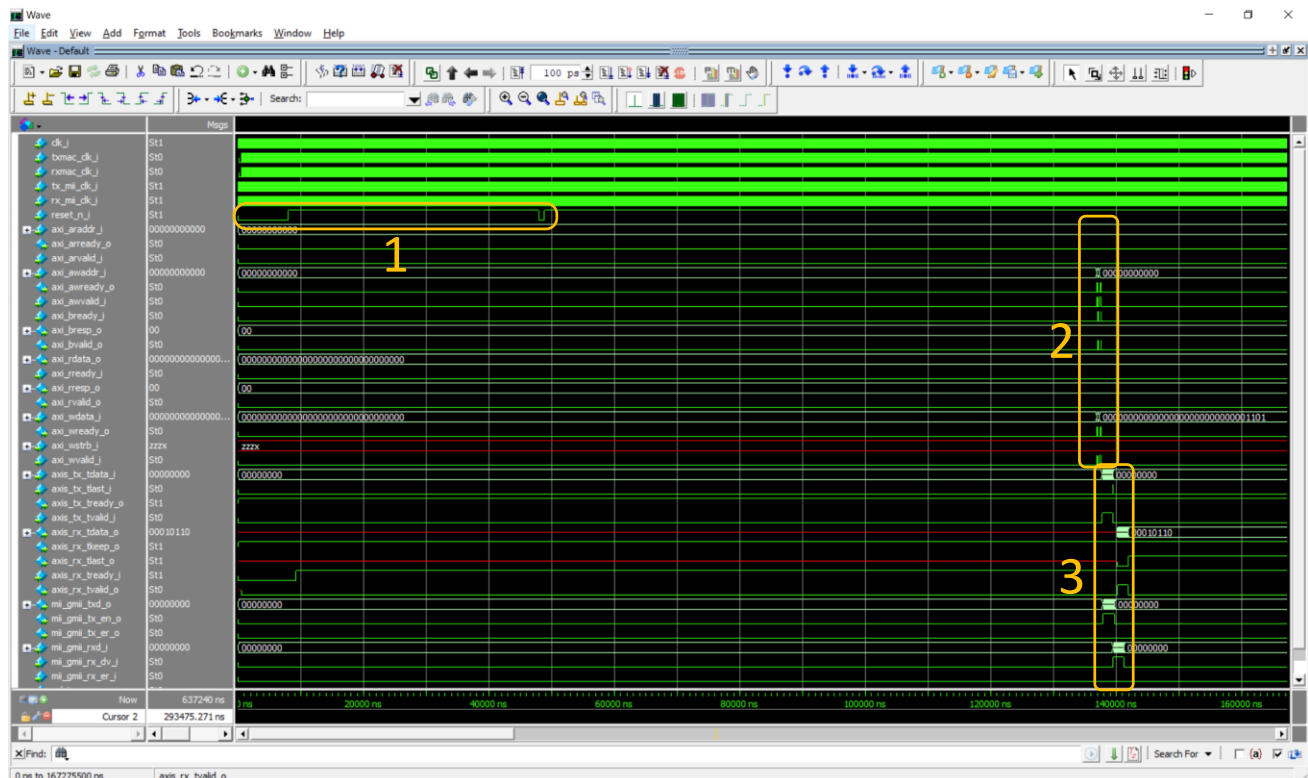 Wave
File Edit View Add Format Tools Bookmarks Window Help
Wave - Default
100 ps
Search:
Msgs
clk_i St1
txmac_clk_i St0
rxmac_clk_i St0
tx_mii_clk_i St1
rx_mii_clk_i St1
reset_n_i St1
axi_araddr_i 00000000000 00000000000
axi_arready_o St0
1
axi_arvalid_i St0
axi_awaddr_i 00000000000 00000000000 00000000000
axi_awready_o St0
axi_awvalid_i St0
axi_bready_i St0
axi_bresp_o 00 00
axi_bvalid_o St0
2
axi_rdata_o 00000000000000... 00000000000000000000000000000000
axi_rready_i St0
axi_rresp_o 00 00
axi_rvalid_o St0
axi_wdata_i 00000000000000... 00000000000000000000000000000000 00000000000000000000000000001101
axi_wready_o St0
axi_wstrb_i zzzx zzzx
axi_wvalid_i St0
axis_tx_tdata_i 00000000 00000000 00000000
axis_tx_tlast_i St0
axis_tx_tready_o St1
axis_tx_tvalid_i St0
axis_rx_tdata_o 00010110 00010110
axis_rx_tkeep_o St1
axis_rx_tlast_o St1
axis_rx_tready_i St1
3
axis_rx_tvalid_o St0
mii_gmii_txd_o 00000000 00000000 00000000
mii_gmii_tx_en_o St0
mii_gmii_tx_er_o St0
mii_gmii_rxd_i 00000000 00000000 00000000
mii_gmii_rx_dv_i St0
mii_gmii_rx_er_i St0
Now 637240 ns
20000 ns 40000 ns 60000 ns 80000 ns 100000 ns 120000 ns 140000 ns 160000 ns
Cursor 2 293475.271 ns
Find: Search For {a}
0 ns to 167275500 ps axis_rx_tvalid_o